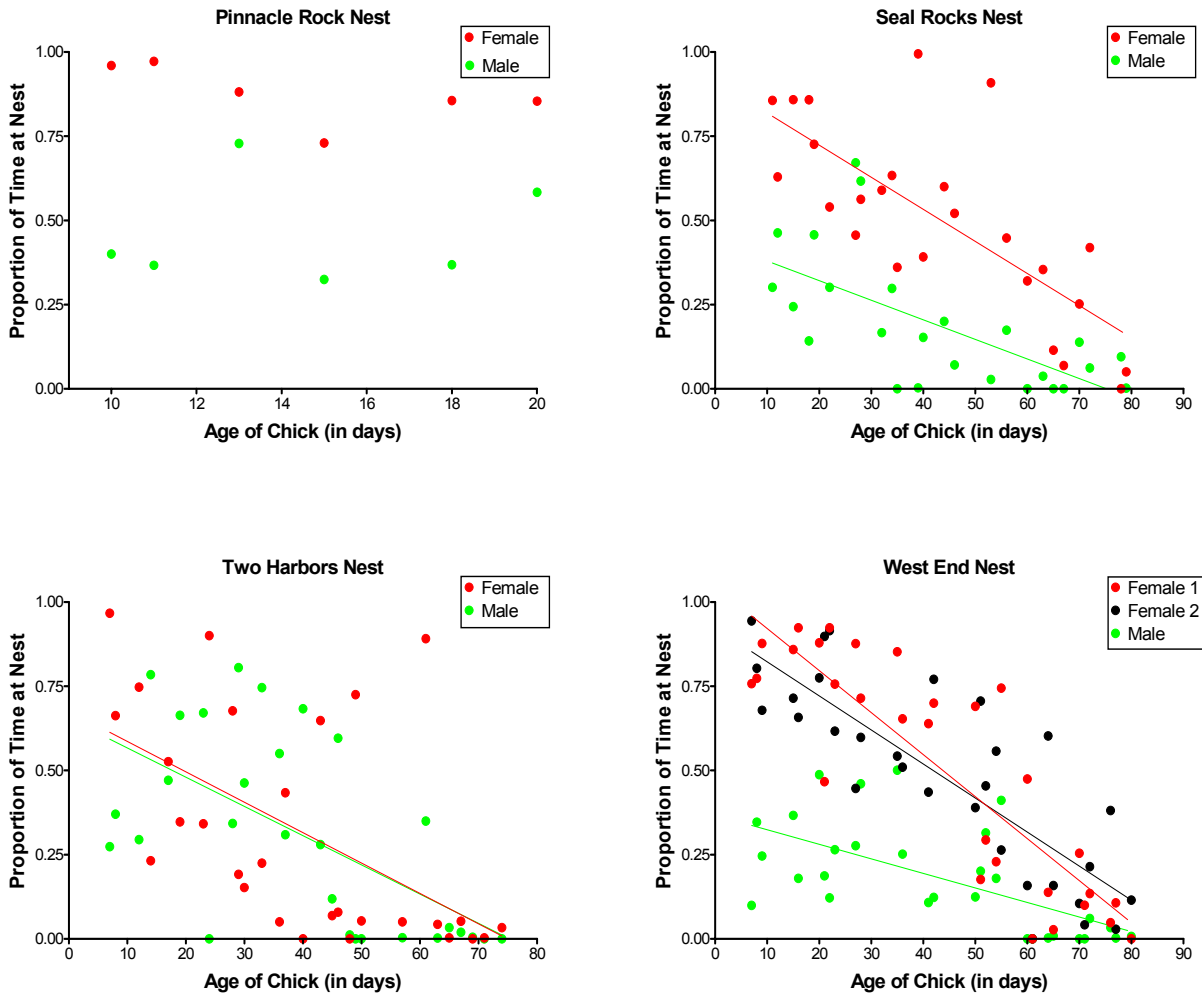 Pinnacle Rock Nest
Female
Male
1.00
0.75
0.50
0.25
0.00
Proportion of Time at Nest
10 12 14 16 18 20
Age of Chick (in days)
Seal Rocks Nest
Female
Male
1.00
0.75
0.50
0.25
0.00
Proportion of Time at Nest
0 10 20 30 40 50 60 70 80 90
Age of Chick (in days)
Two Harbors Nest
Female
Male
1.00
0.75
0.50
0.25
0.00
Proportion of Time at Nest
0 10 20 30 40 50 60 70 80
Age of Chick (in days)
West End Nest
Female 1
Female 2
Male
1.00
0.75
0.50
0.25
0.00
Proportion of Time at Nest
0 10 20 30 40 50 60 70 80 90
Age of Chick (in days)